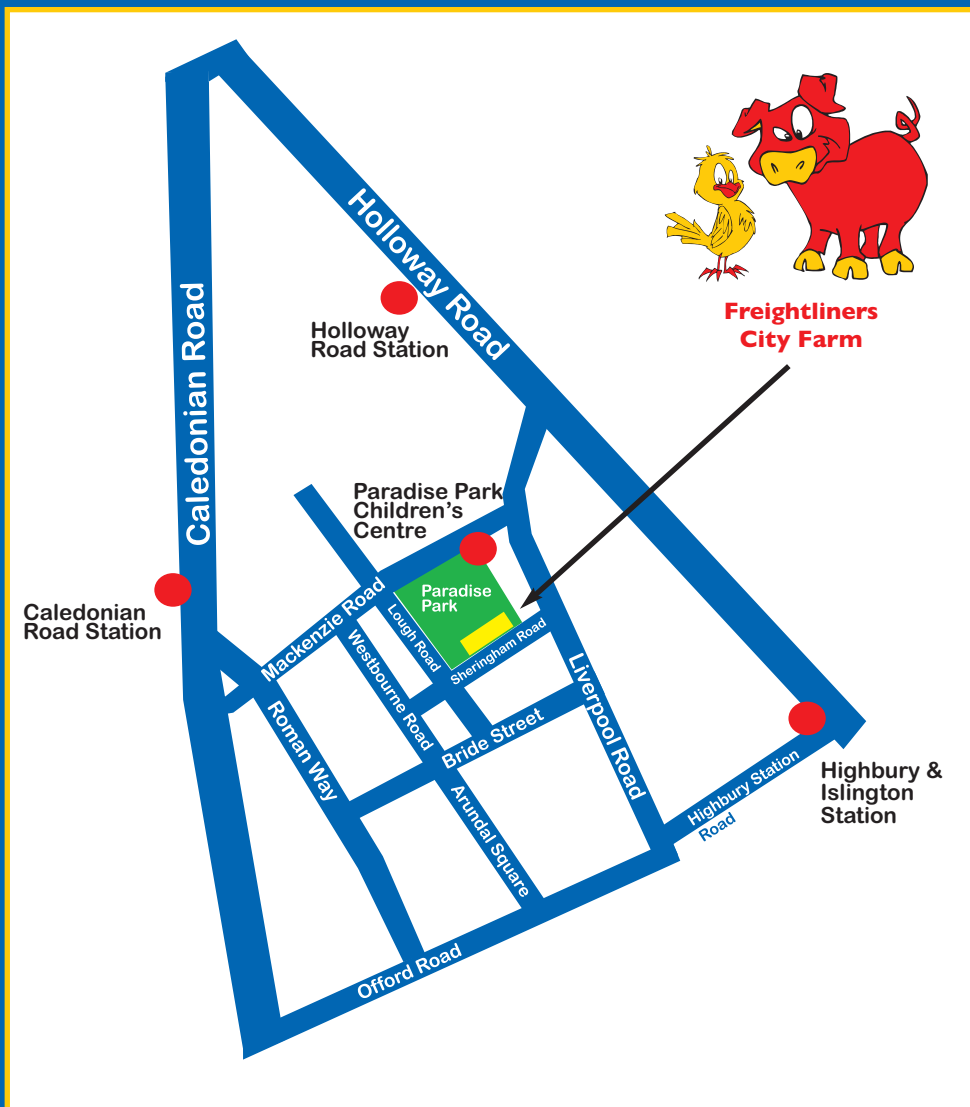 Holloway Road
Freightliners
City Farm
Caledonian Road
Holloway
Road Station
Paradise Park
Children's
Centre
Paradise
Park
Caledonian
Road Station
Mackenzie Road
Lough Road
Westbourne Road
Sheringham Road
Liverpool Road
Roman Way
Bride Street
Arundal Square
Highbury Station
Road
Highbury &
Islington
Station
Offord Road